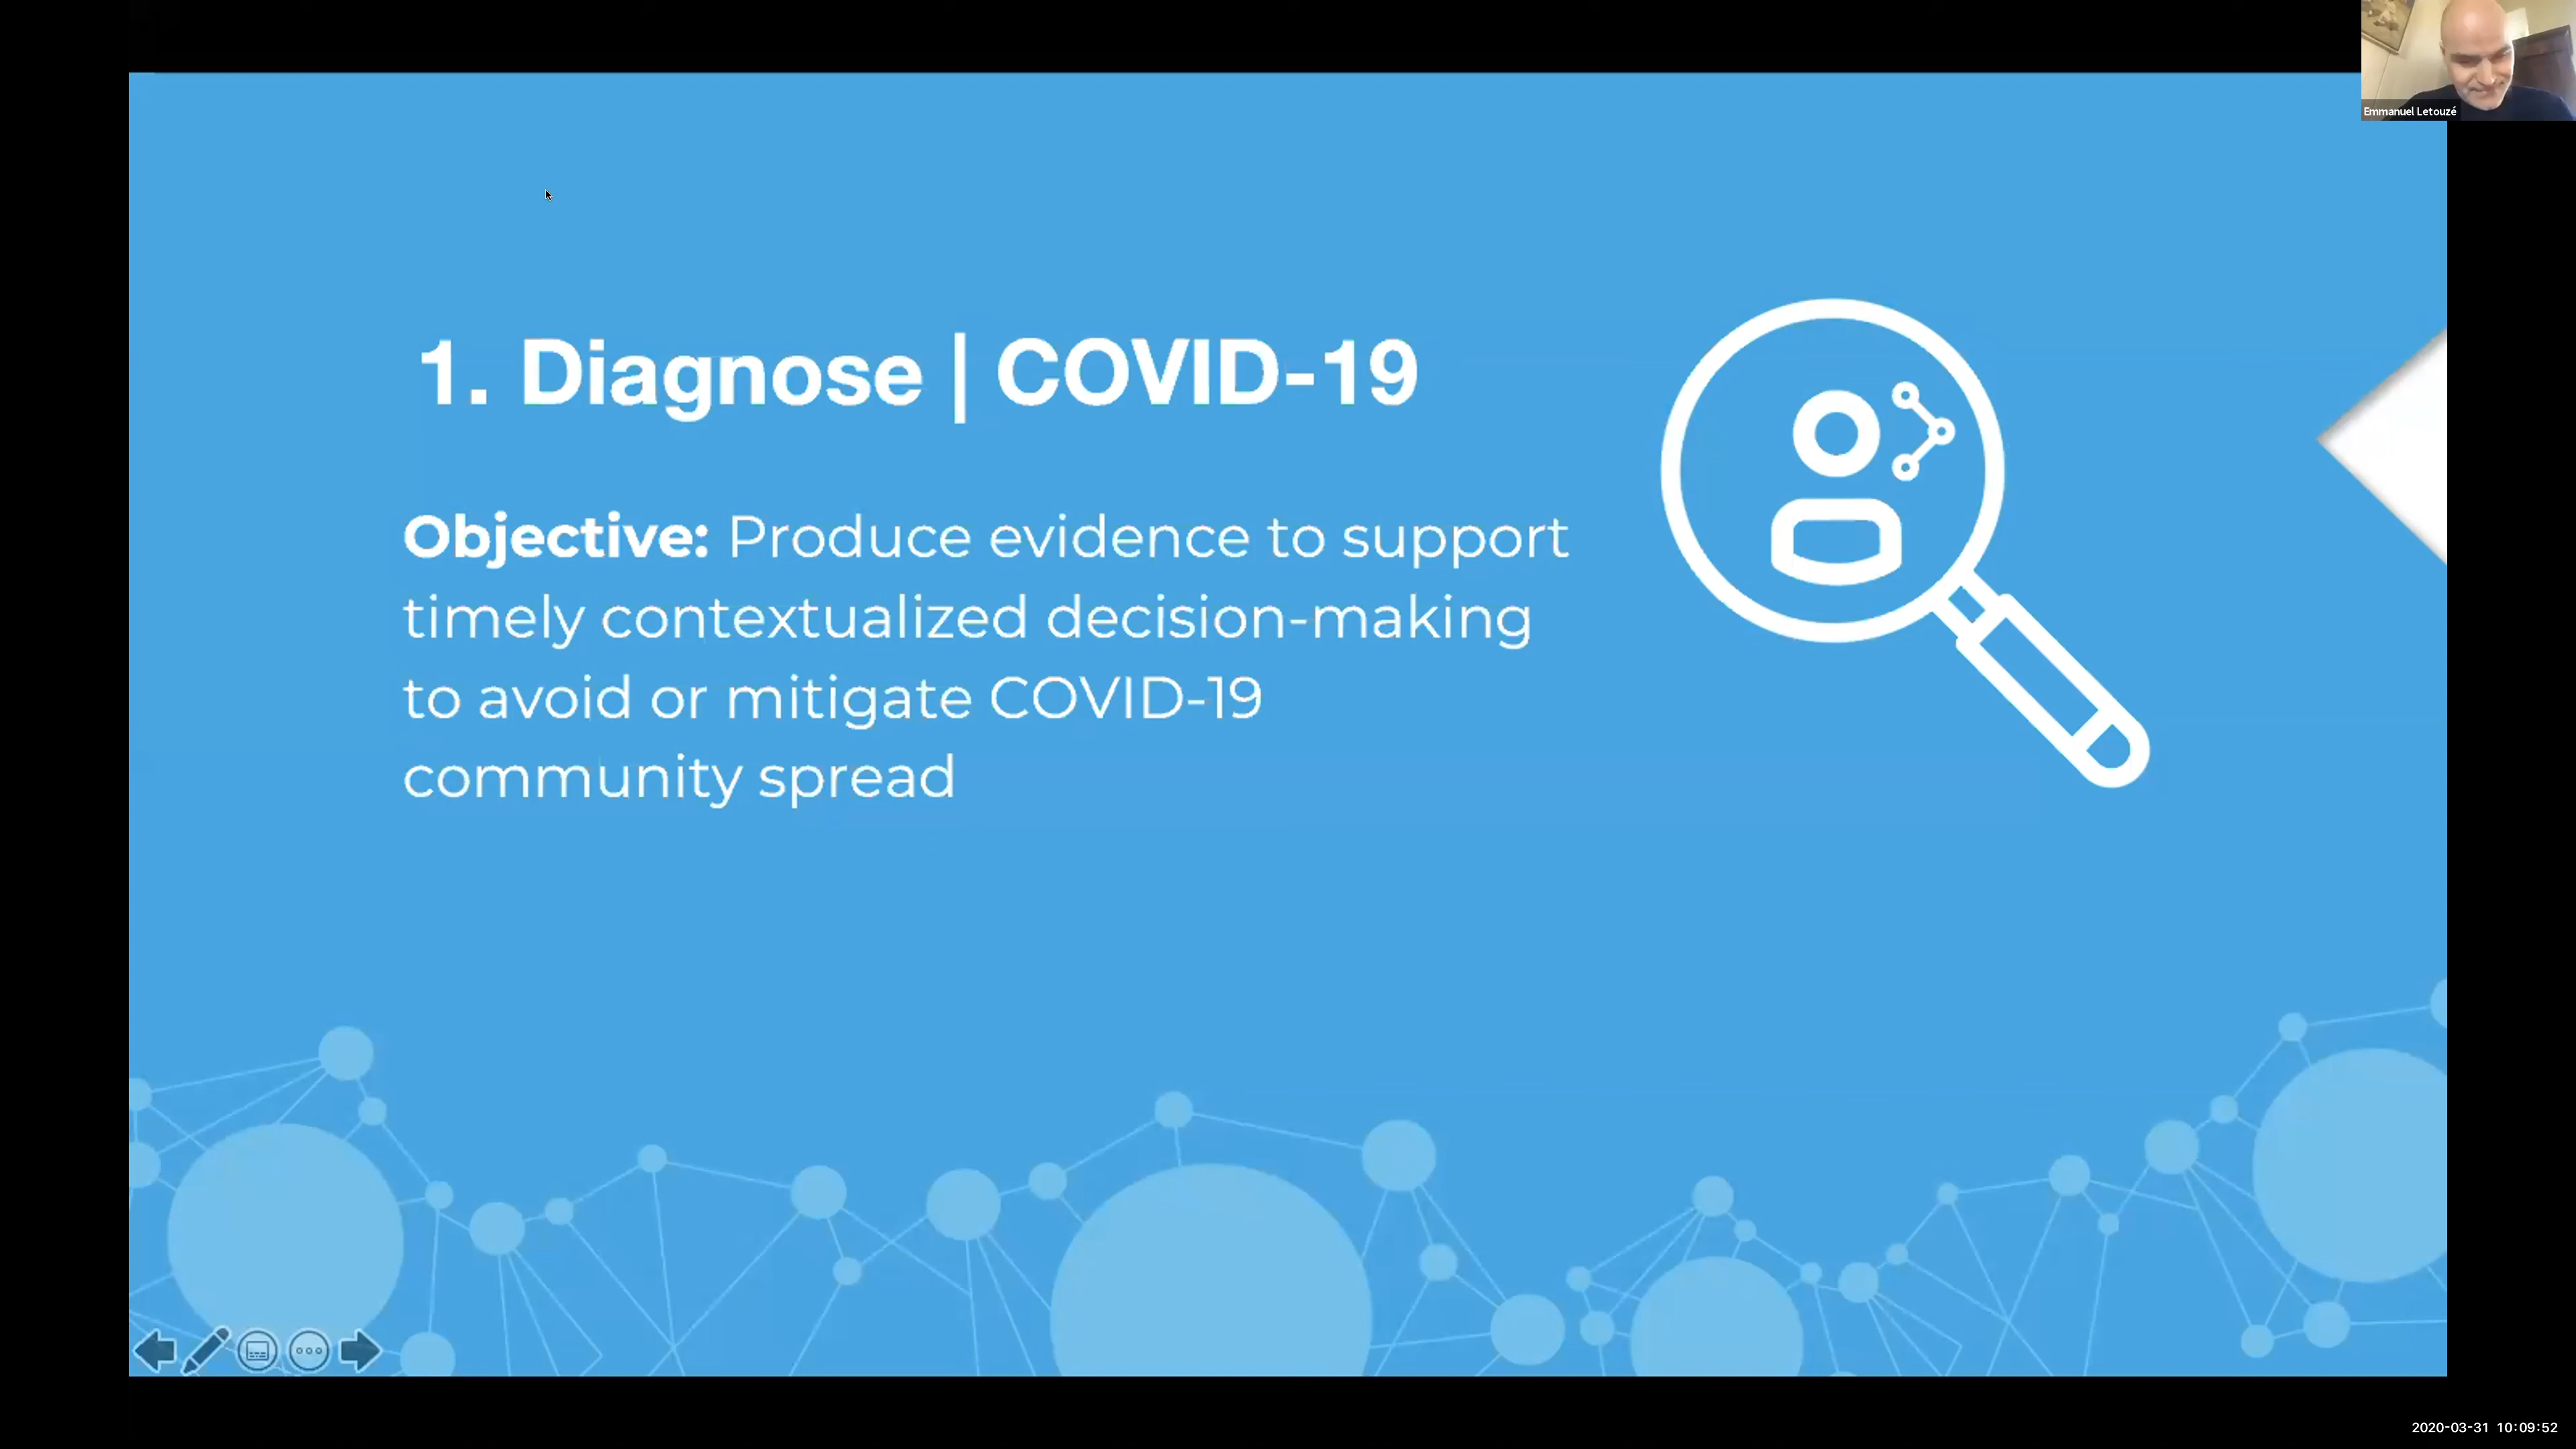 Emmanuel Letouzé
1. Diagnose | COVID-19
Objective: Produce evidence to support
timely contextualized decision-making
to avoid or mitigate COVID-19
community spread
2020-03-31 10:09:52